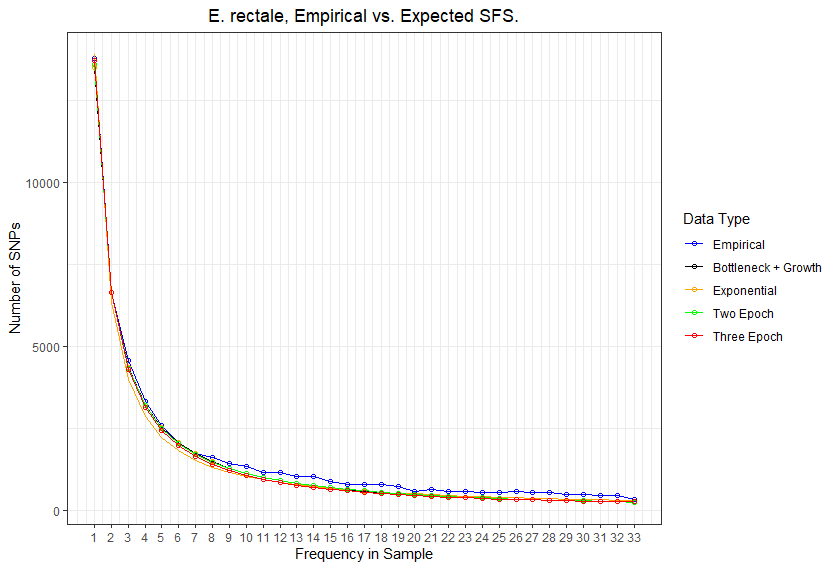 E. rectale, Empirical vs. Expected SFS.
Number of SNPs
10000
5000
0
1 2 3 4 5 6 7 8 9 10 11 12 13 14 15 16 17 18 19 20 21 22 23 24 25 26 27 28 29 30 31 32 33
Frequency in Sample
Data Type
Empirical
Bottleneck + Growth
Exponential
Two Epoch
Three Epoch